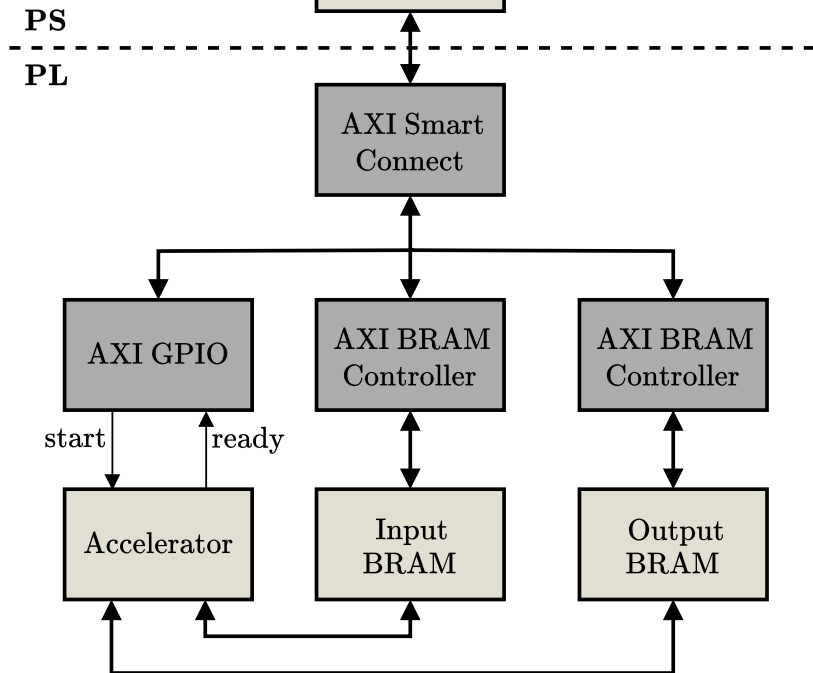 PS
PL
AXI Smart
Connect
AXI GPIO
AXI BRAM
Controller
AXI BRAM
Controller
start
ready
Accelerator
Input
BRAM
Output
BRAM